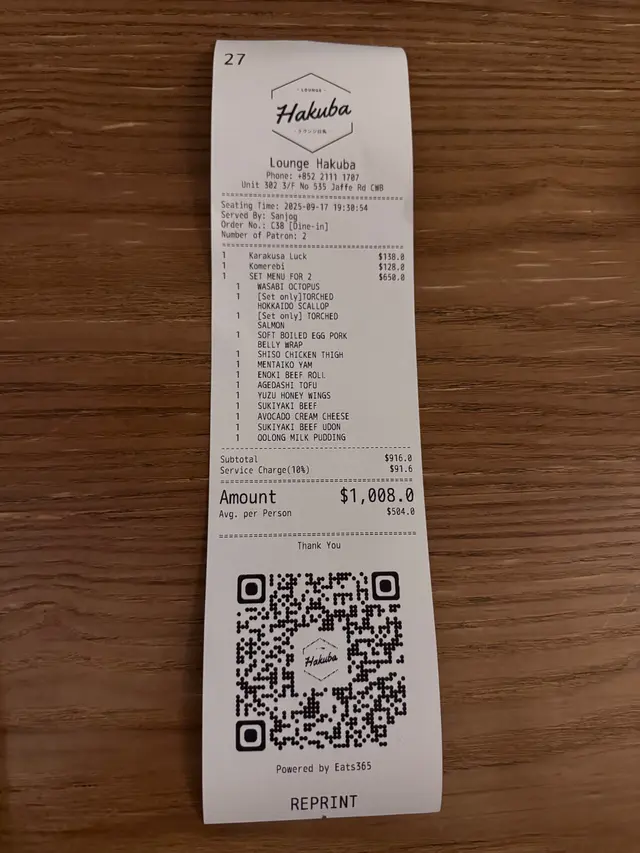 27
LOUNGE
Hakuba
Lounge Hakuba
Phone: +852 2111 1707
Unit 302 3/F No 535 Jaffe Rd CWB
Seating Time: 2025-09-17 19:30:54
Served By: Sanjog
Order No.: C38 [Dine-in]
Number of Patron: 2
1 Karakusa Luck $138.0
1 Komerebi $128.0
1 SET MENU FOR 2 $650.0
1 WASABI OCTOPUS
1 [Set only]TORCHED
HOKKAIDO SCALLOP
1 [Set only] TORCHED
SALMON
1 SOFT BOILED EGG PORK
BELLY WRAP
1 SHISO CHICKEN THIGH
1 MENTAIKO YAM
1 ENOKI BEEF ROLL
1 AGEDASHI TOFU
1 YUZU HONEY WINGS
1 SUKIYAKI BEEF
1 AVOCADO CREAM CHEESE
1 SUKIYAKI BEEF UDON
1 OOLONG MILK PUDDING
Subtotal $916.0
Service Charge(10%) $91.6
Amount $1,008.0
Avg. per Person $504.0
Thank You
Hakuba
Powered by Eats365
REPRINT